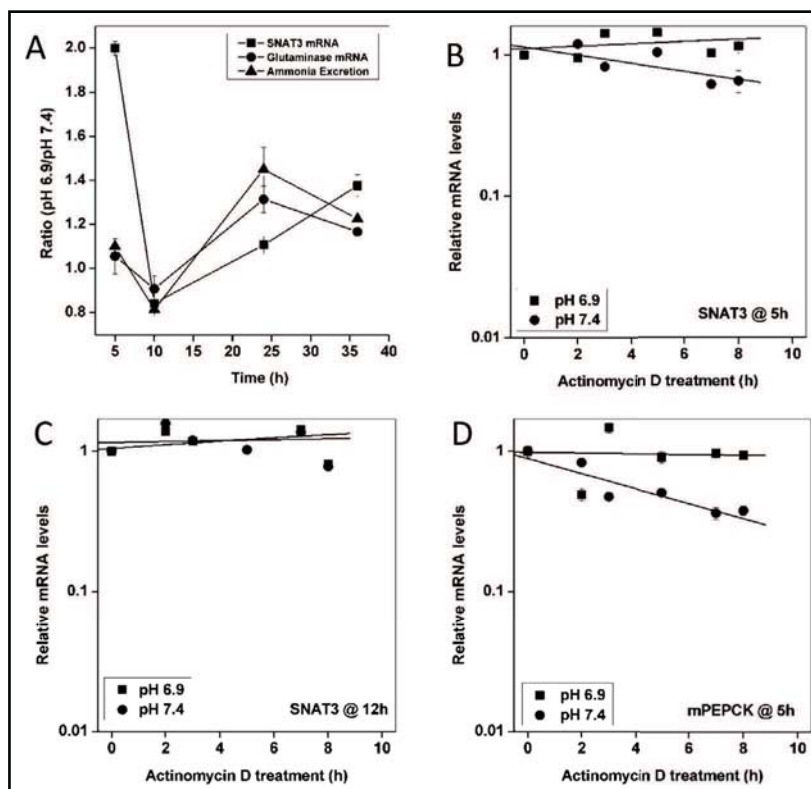 A
SNAT3 mRNA
Glutaminase mRNA
Ammonia Excretion
2.0
1.8
1.6
1.4
1.2
1.0
0.8
Ratio (pH 6.9/pH 7.4)
0 5 10 15 20 25 30 35 40
Time (h)
B
1
0.1
0.01
Relative mRNA levels
pH 6.9
pH 7.4
SNAT3 @ 5h
0 2 4 6 8 10
Actinomycin D treatment (h)
C
1
0.1
0.01
Relative mRNA levels
pH 6.9
pH 7.4
SNAT3 @ 12h
0 2 4 6 8 10
Actinomycin D treatment (h)
D
1
0.1
0.01
Relative mRNA levels
pH 6.9
pH 7.4
mPEPCK @ 5h
0 2 4 6 8 10
Actinomycin D treatment (h)